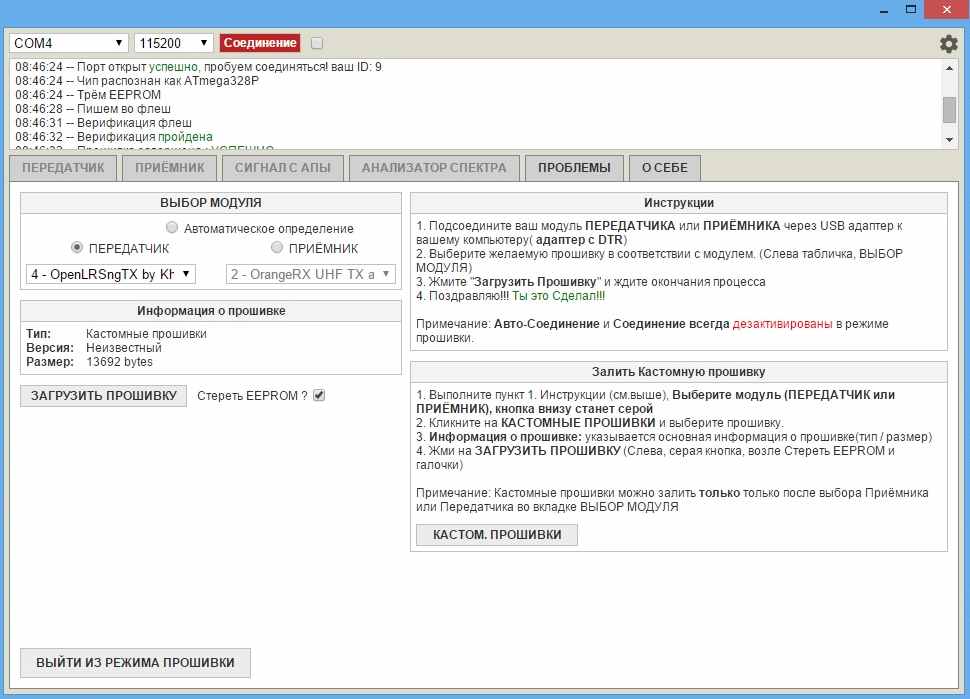 COM4 115200 Соединение
08:46:24 -- Порт открыт успешно, пробуем соединяться! ваш ID: 9
08:46:24 -- Чип распознан как ATmega328P
08:46:24 -- Трём EEPROM
08:46:28 -- Пишем во флеш
08:46:31 -- Верификация флеш
08:46:32 -- Верификация пройдена
ПЕРЕДАТЧИК ПРИЁМНИК СИГНАЛ С АПЫ АНАЛИЗАТОР СПЕКТРА ПРОБЛЕМЫ О СЕБЕ
ВЫБОР МОДУЛЯ
Автоматическое определение
ПЕРЕДАТЧИК ПРИЁМНИК
4 - OpenLRSngTX by Kh 2 - OrangeRX UHF TX a
Информация о прошивке
Тип: Кастомные прошивки
Версия: Неизвестный
Размер: 13692 bytes
ЗАГРУЗИТЬ ПРОШИВКУ Стереть EEPROM ?
Инструкции
1. Подсоедините ваш модуль ПЕРЕДАТЧИКА или ПРИЁМНИКА через USB адаптер к
вашему компьютеру( адаптер с DTR)
2. Выберите желаемую прошивку в соответствии с модулем. (Слева табличка, ВЫБОР
МОДУЛЯ)
3. Жмите "Загрузить Прошивку" и ждите окончания процесса
4. Поздравляю!!! Ты это Сделал!!!
Примечание: Авто-Соединение и Соединение всегда дезактивированы в режиме
прошивки.
Залить Кастомную прошивку
1. Выполните пункт 1. Инструкции (см.выше), Выберите модуль (ПЕРЕДАТЧИК или
ПРИЁМНИК), кнопка внизу станет серой
2. Кликните на КАСТОМНЫЕ ПРОШИВКИ и выберите прошивку.
3. Информация о прошивке: указывается основная информация о прошивке(тип / размер)
4. Жми на ЗАГРУЗИТЬ ПРОШИВКУ (Слева, серая кнопка, возле Стереть EEPROM и
галочки)
Примечание: Кастомные прошивки можно залить только только после выбора Приёмника
или Передатчика во вкладке ВЫБОР МОДУЛЯ
КАСТОМ. ПРОШИВКИ
ВЫЙТИ ИЗ РЕЖИМА ПРОШИВКИ